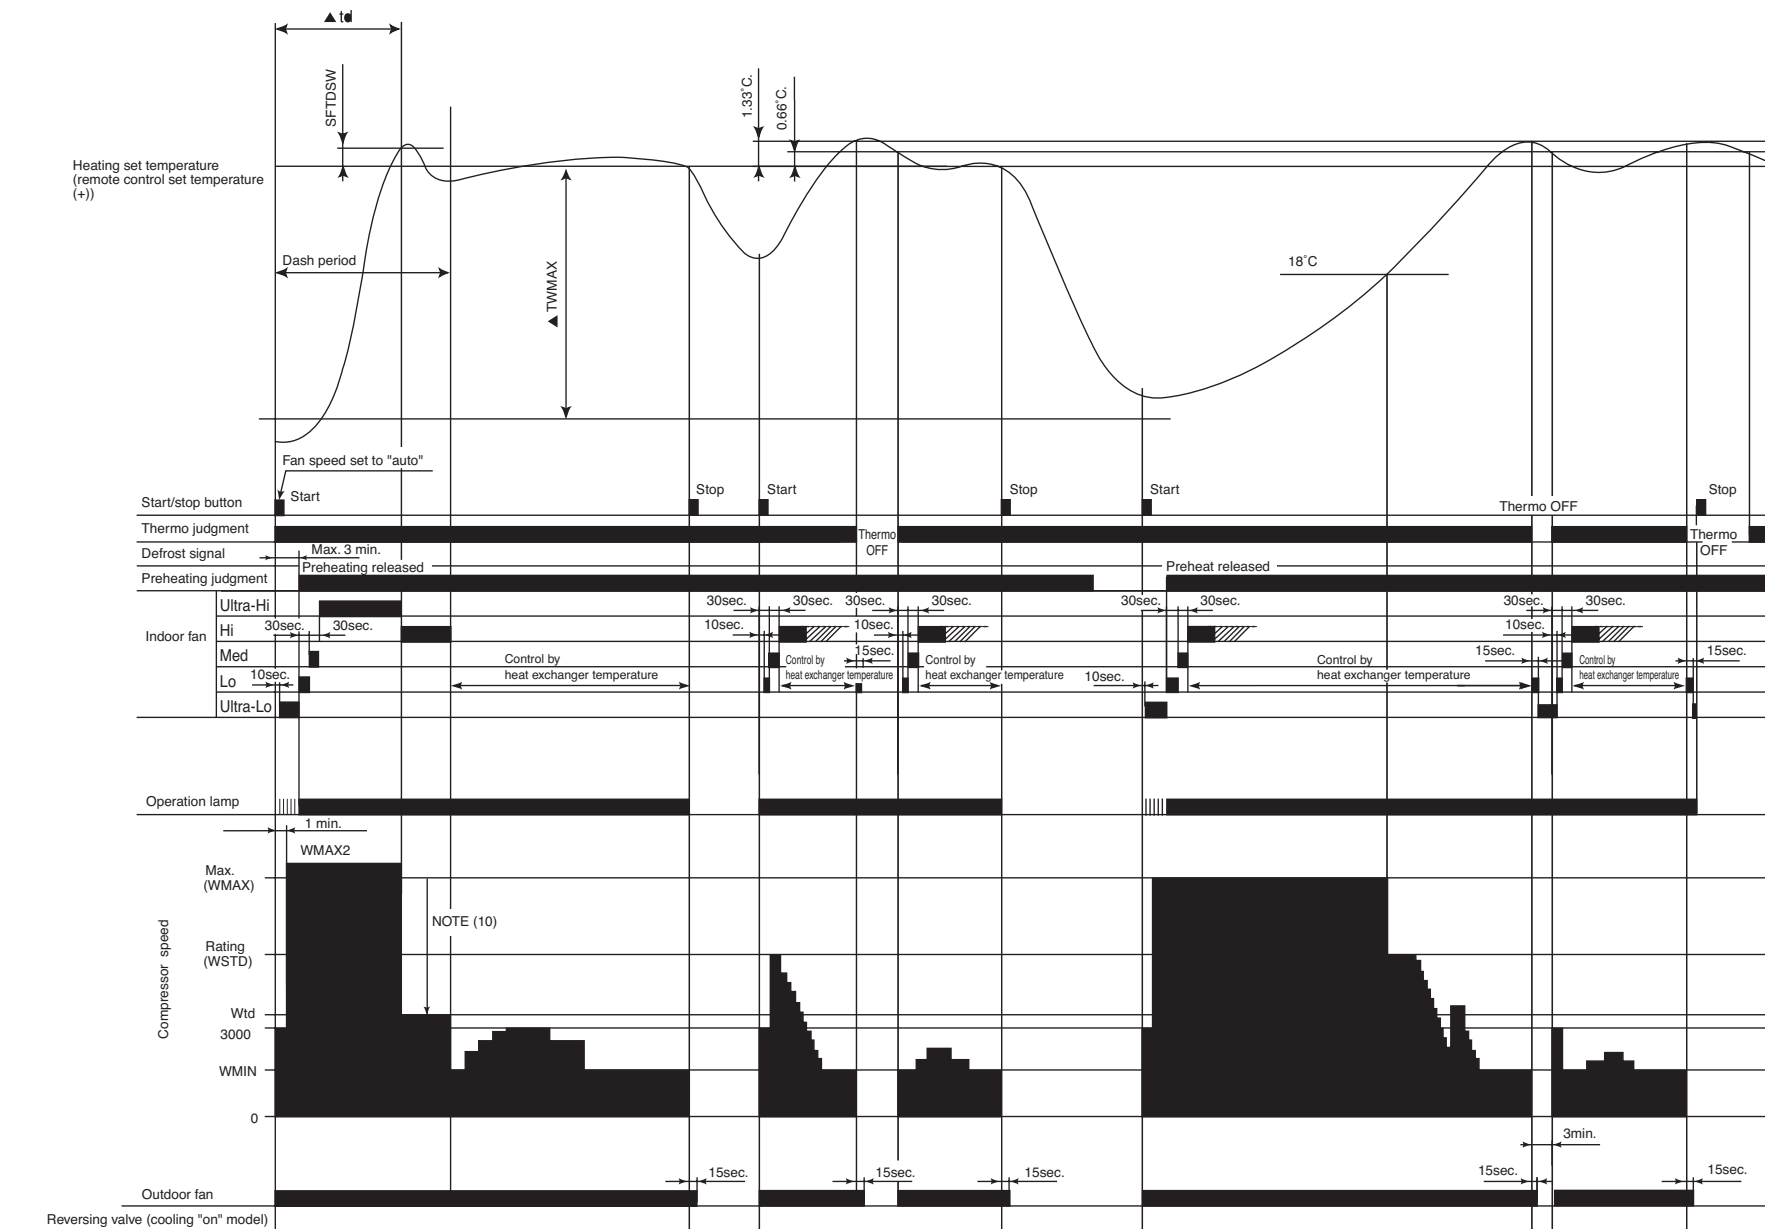 ▲ td
SFTDSW
1.33°C.
0.66°C.
Heating set temperature
(remote control set temperature
(+))
Dash period
▲ TWMAX
18°C
Fan speed set to "auto"
Start/stop button
Start
Stop
Start
Stop
Start
Thermo OFF
Stop
Thermo judgment
Thermo
OFF
Thermo
OFF
Defrost signal
Max. 3 min.
Preheating released
Preheat released
Preheating judgment
Indoor fan
Ultra-Hi
30sec.
30sec.
30sec.
30sec.
30sec.
30sec.
30sec.
30sec.
Hi
30sec.
30sec.
10sec.
10sec.
10sec.
Med
Control by
heat exchanger temperature
Control by
heat exchanger temperature
15sec.
Control by
heat exchanger temperature
Control by
heat exchanger temperature
15sec.
Control by
heat exchanger temperature
15sec.
Lo
10sec.
10sec.
Ultra-Lo
Operation lamp
1 min.
WMAX2
Compressor speed
Max.
(WMAX)
NOTE (10)
Rating
(WSTD)
Wtd
3000
WMIN
0
3min.
15sec.
15sec.
15sec.
15sec.
15sec.
Outdoor fan
Reversing valve (cooling "on" model)